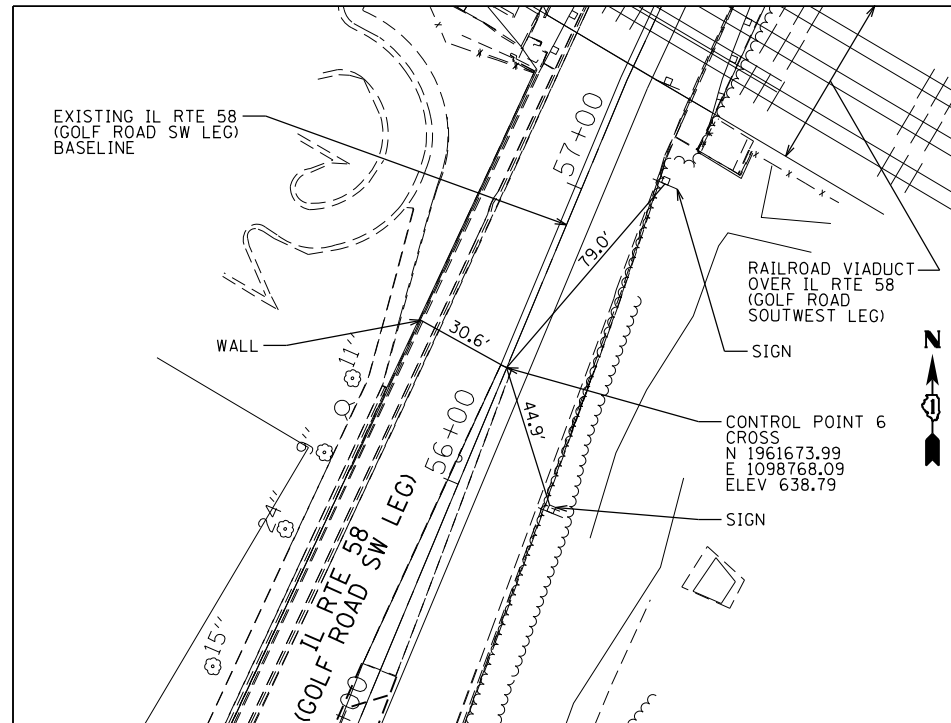 EXISTING IL RTE 58
(GOLF ROAD SW LEG)
BASELINE
57+00
79.0'
RAILROAD VIADUCT
OVER IL RTE 58
(GOLF ROAD
SOUTWEST LEG)
WALL
30.6'
SIGN
N
11"
44.9'
CONTROL POINT 6
CROSS
N 1961673.99
E 1098768.09
ELEV 638.79
9"
56+00
24"
SIGN
IL RTE 58
(GOLF ROAD SW LEG)
15"